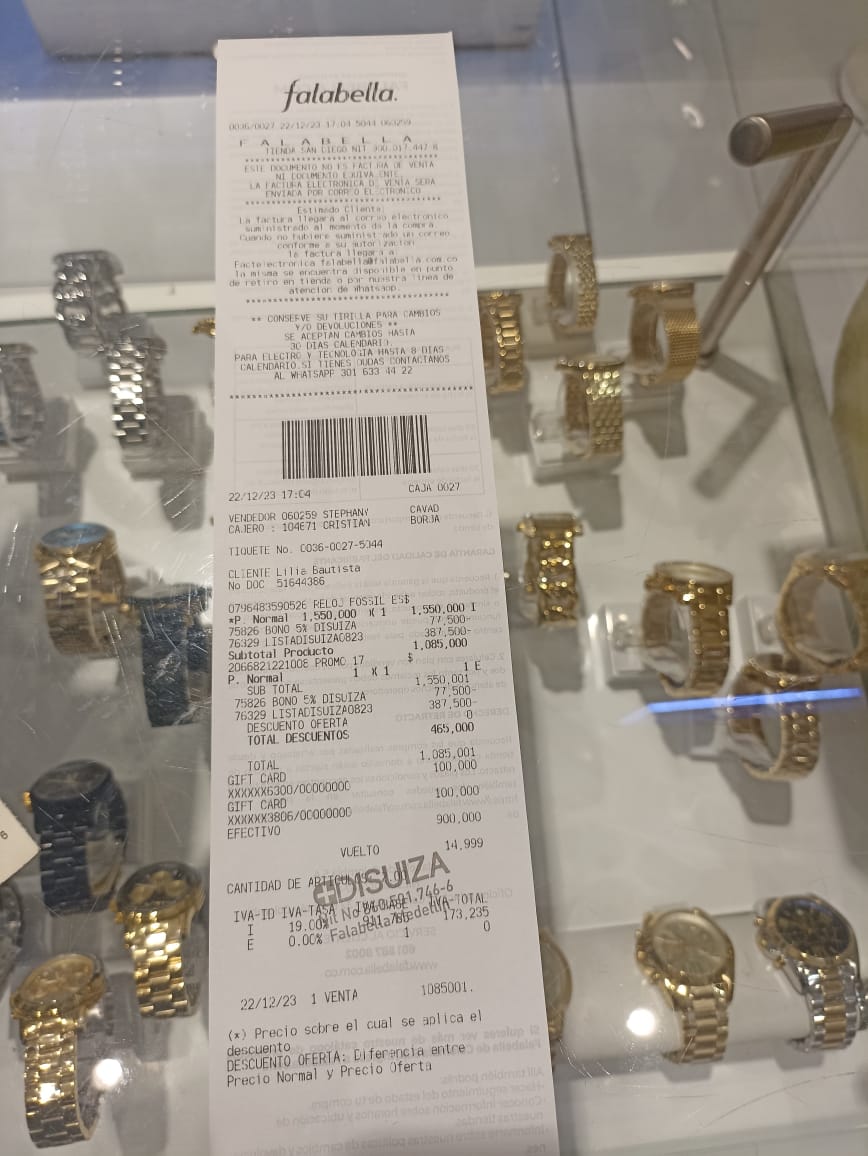 falabella.
0036/0027 22/12/23 17:04 5044 060259
F A L A B E L L A
TIENDA SAN DIEGO NIT 900.017.447-8
****************************************
ESTE DOCUMENTO NO ES FACTURA DE VENTA
NI DOCUMENTO EQUIVALENTE.
LA FACTURA ELECTRONICA DE VENTA SERA
ENVIADA POR CORREO ELECTRONICO
****************************************
Estimado Cliente:
La factura llegará al correo electronico
suministrado al momento de la compra.
Cuando no hubiere suministrado un correo
conforme a su autorizacion
la factura llegara a:
Factelectronica_falabella@falabella.com.co
la misma se encuentra disponible en punto
de retiro en tienda o por nuestra linea de
atencion de whatsapp.
****************************************
** CONSERVE SU TIRILLA PARA CAMBIOS
Y/O DEVOLUCIONES **
SE ACEPTAN CAMBIOS HASTA
30 DIAS CALENDARIO.
PARA ELECTRO Y TECNOLOGIA HASTA 8 DIAS
CALENDARIO.SI TIENES DUDAS CONTACTANOS
AL WHATSAPP 301 633 44 22
****************************************
22/12/23 17:04 CAJA 0027
VENDEDOR 060259 STEPHANY CAVAD
CAJERO : 104671 CRISTIAN BORJA
TIQUETE No. 0036-0027-5044
CLIENTE Lilia Bautista
No DOC 51644386
0796483590526 RELOJ FOSSIL ES$
*P. Normal 1,550,000 X 1 1,550,000 I
75826 BONO 5% DISUIZA 77,500-
76329 LISTADISUIZA0823 387,500-
Subtotal Producto 1,085,000
2066821221008 PROMO 17 $
P. Normal 1 X 1 1 E
SUB TOTAL 1,550,001
75826 BONO 5% DISUIZA 77,500-
76329 LISTADISUIZA0823 387,500-
DESCUENTO OFERTA 0
TOTAL DESCUENTOS 465,000
TOTAL 1,085,001
GIFT CARD 100,000
XXXXXX6300/00000000
GIFT CARD 100,000
XXXXXX3806/00000000
EFECTIVO 900,000
VUELTO 14,999
CANTIDAD DE ARTICULOS
DISUIZA
Nit No
Falabella Medellin
IVA-ID IVA-TASA IVA-TOTAL
I 19.00% 911,765 173,235
E 0.00% 1 0
22/12/23 1 VENTA 1085001.
(*) Precio sobre el cual se aplica el
descuento
DESCUENTO OFERTA: Diferencia entre
Precio Normal y Precio Oferta
6